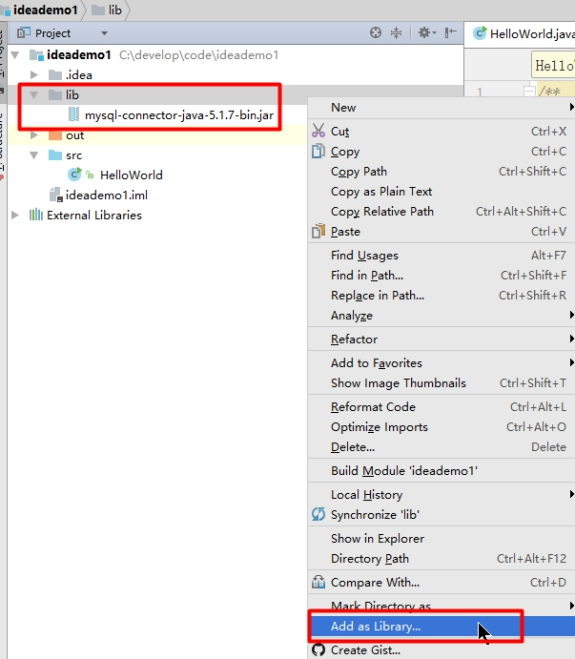 ideademo1 lib
Project
HelloWorld.java
ideademo1 C:\develop\code\ideademo1
.idea
lib
mysql-connector-java-5.1.7-bin.jar
out
src
HelloWorld
ideademo1.iml
External Libraries
1 /**
New
Cut Ctrl+X
Copy Ctrl+C
Copy Path Ctrl+Shift+C
Copy as Plain Text
Copy Relative Path Ctrl+Alt+Shift+C
Paste Ctrl+V
Find Usages Alt+F7
Find in Path... Ctrl+Shift+F
Replace in Path... Ctrl+Shift+R
Analyze
Refactor
Add to Favorites
Show Image Thumbnails Ctrl+Shift+T
Reformat Code Ctrl+Alt+L
Optimize Imports Ctrl+Alt+O
Delete... Delete
Build Module 'ideademo1'
Local History
Synchronize 'lib'
Show in Explorer
Directory Path Ctrl+Alt+F12
Compare With... Ctrl+D
Mark Directory as
Add as Library...
Create Gist...